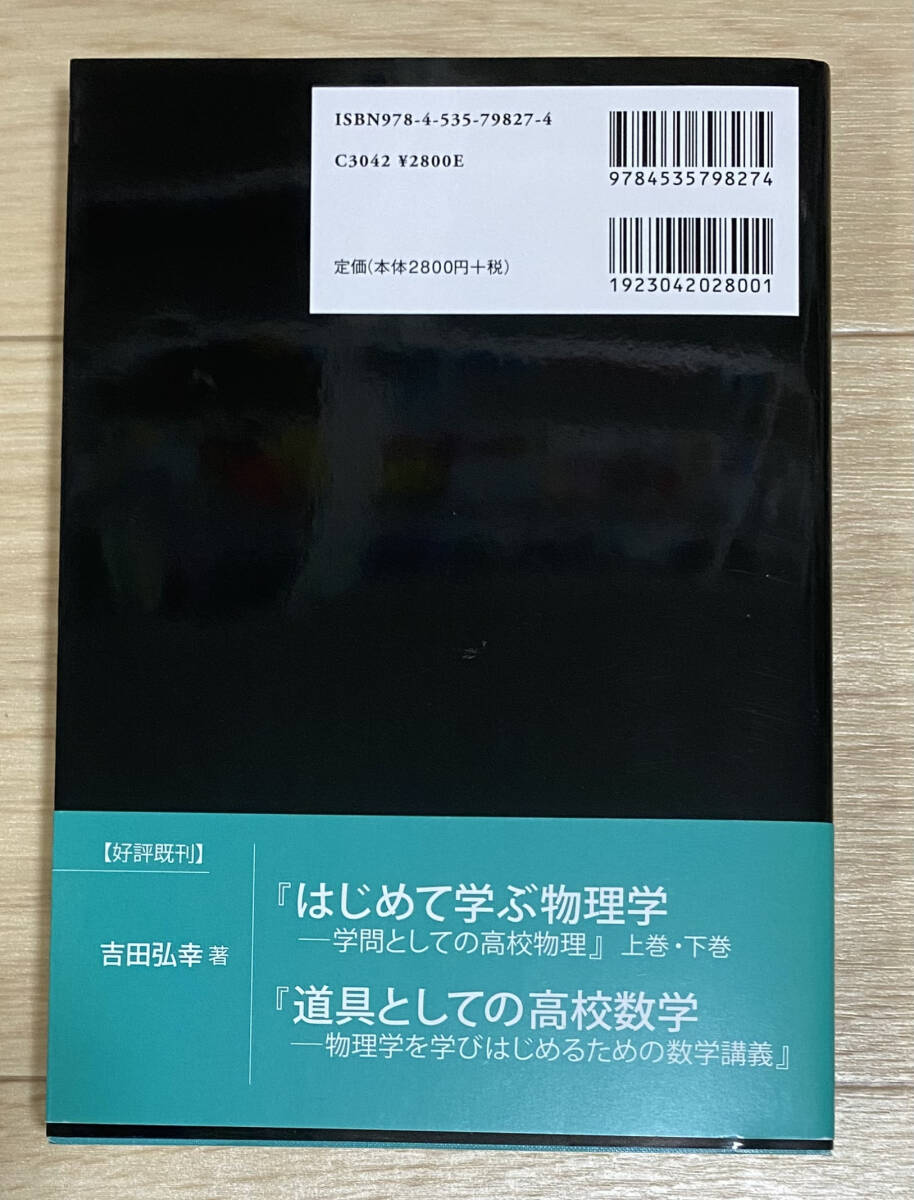 ISBN978-4-535-79827-4
C3042 ¥2800E
定価(本体2800円+税)
9784535798274
1923042028001
【好評既刊】
吉田弘幸 著
『はじめて学ぶ物理学
—学問としての高校物理』 上巻・下巻
『道具としての高校数学
—物理学を学びはじめるための数学講義』